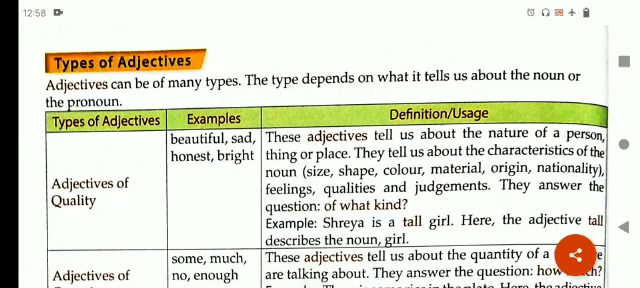 12:58
Types of Adjectives
Adjectives can be of many types. The type depends on what it tells us about the noun or
the pronoun.
Types of Adjectives Examples Definition/Usage
Adjectives of
Quality
beautiful, sad,
honest, bright
These adjectives tell us about the nature of a person,
thing or place. They tell us about the characteristics of the
noun (size, shape, colour, material, origin, nationality),
feelings, qualities and judgements. They answer the
question: of what kind?
Example: Shreya is a tall girl. Here, the adjective tall
describes the noun, girl.
Adjectives of
some, much,
no, enough
These adjectives tell us about the quantity of a
are talking about. They answer the question: how